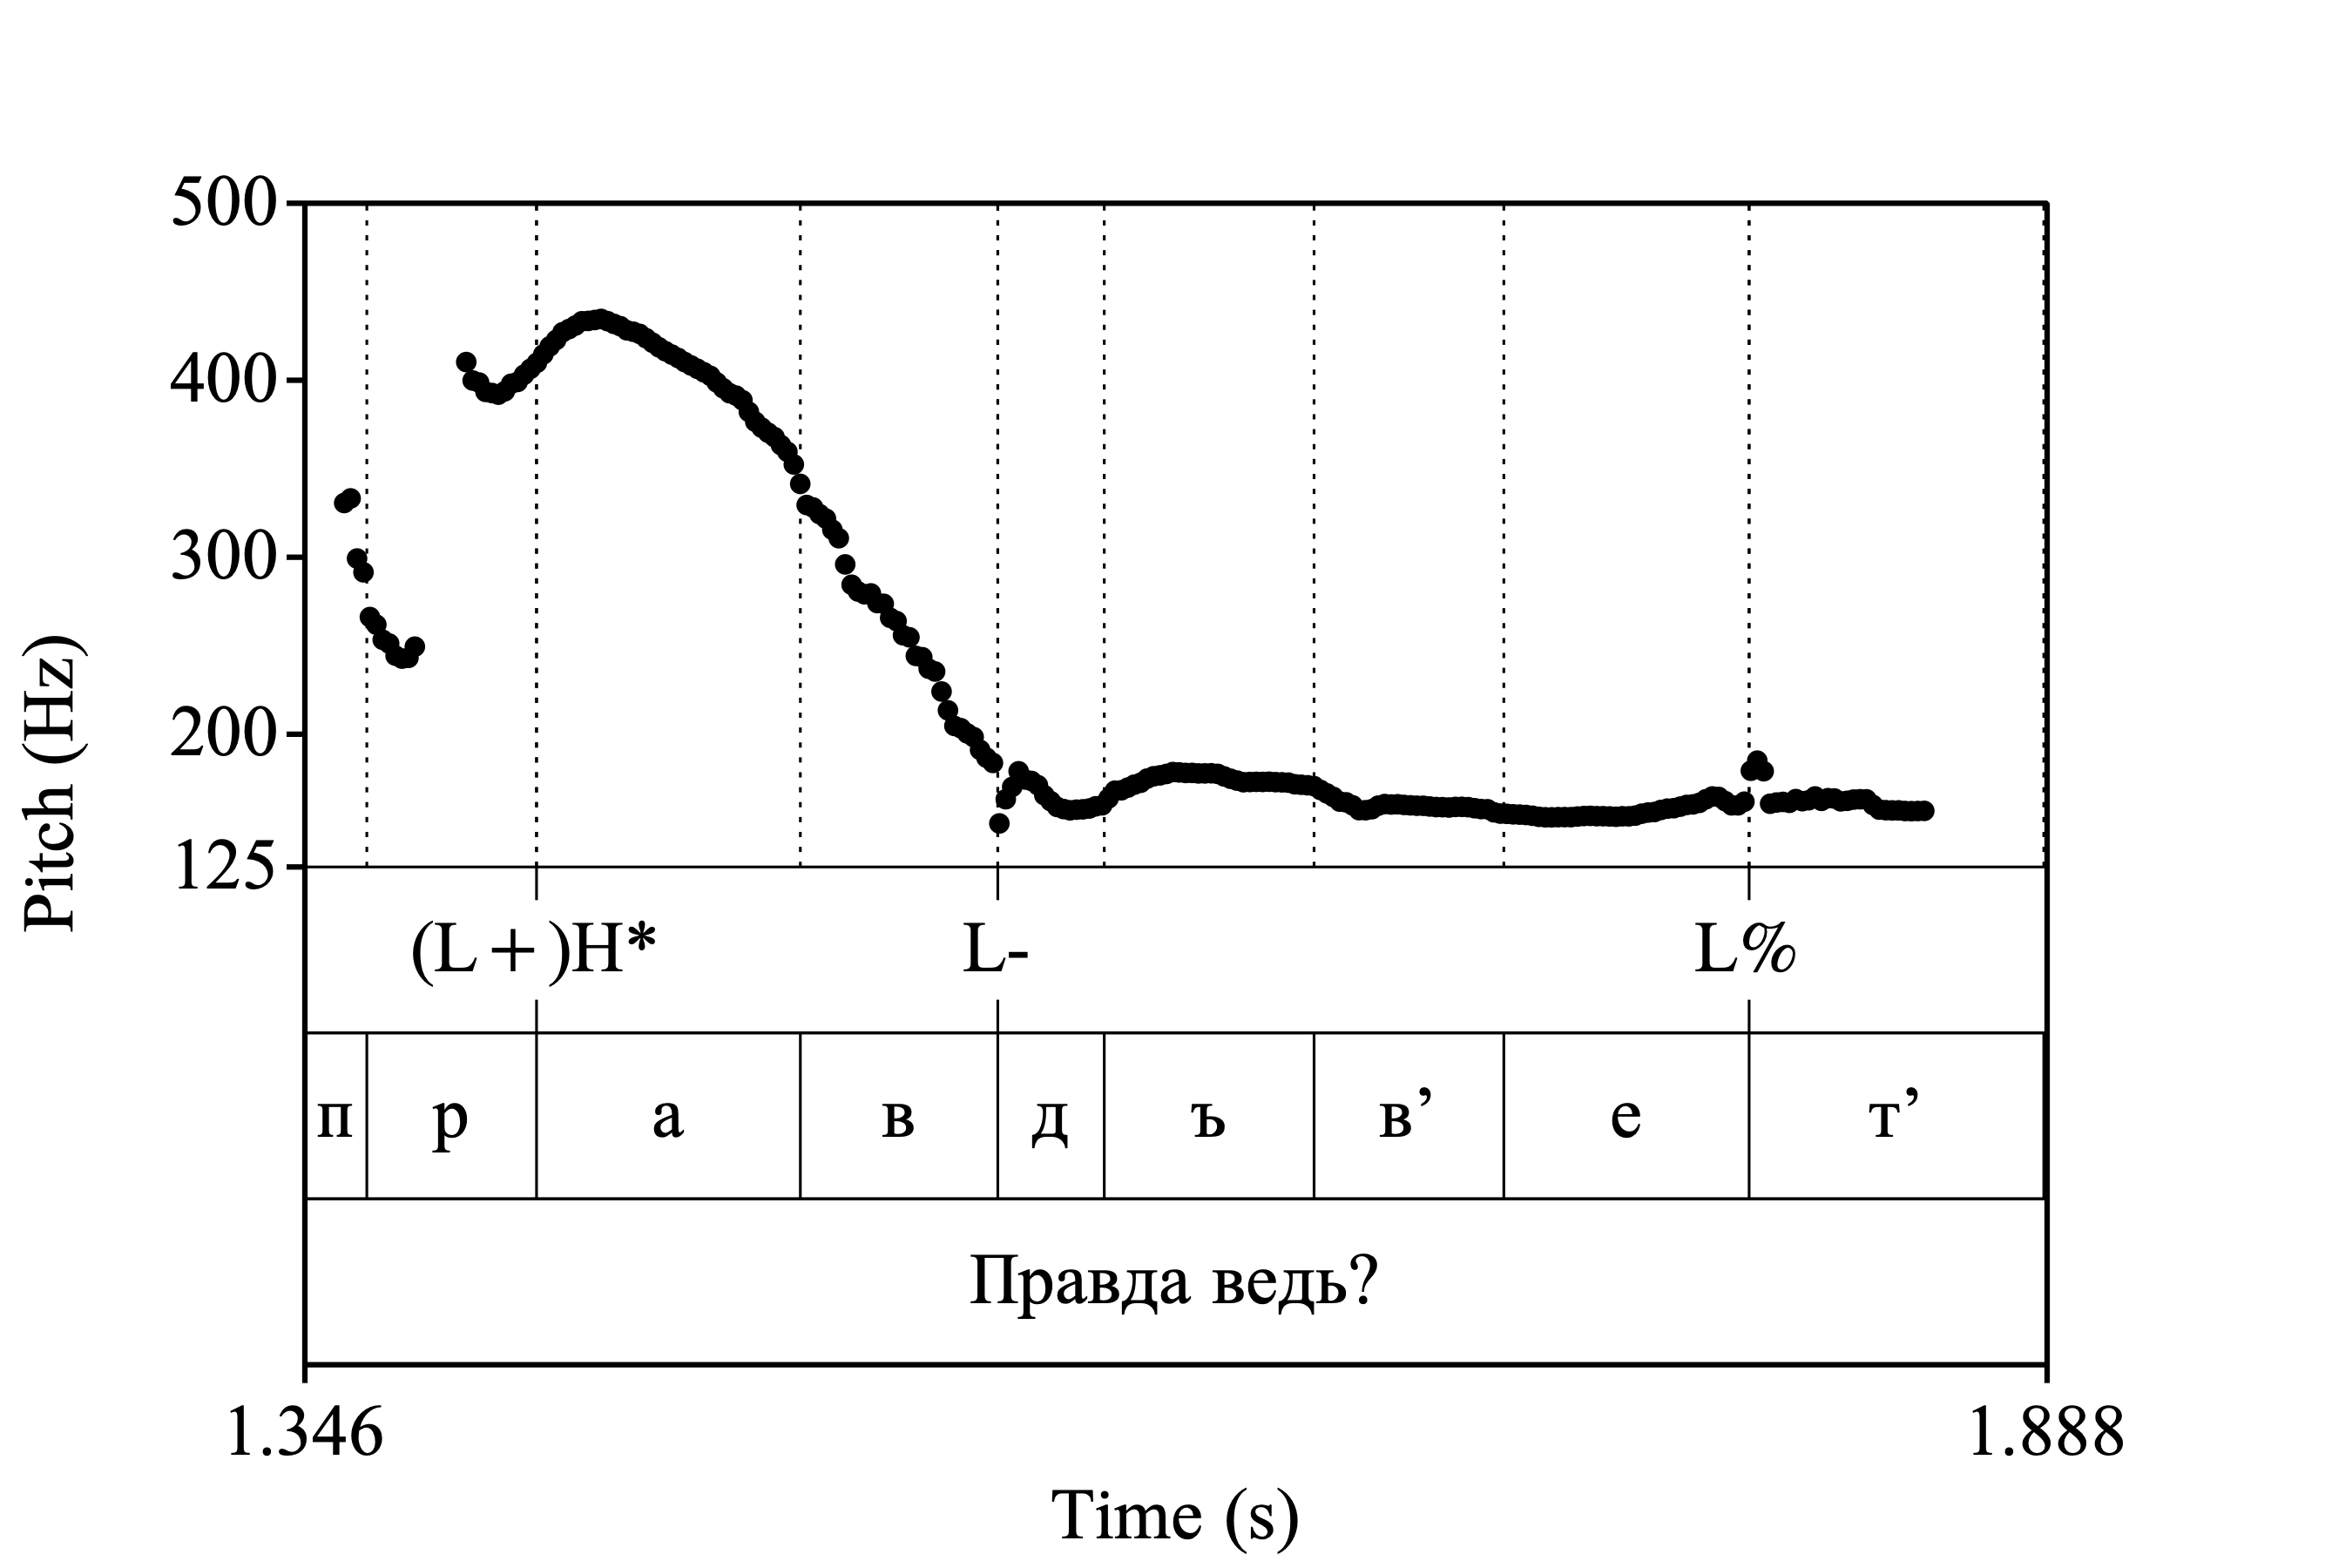 500
400
300
200
125
Pitch (Hz)
(L+)H* L- L%
п р а в д ъ в’ е т’
Правда ведь?
1.346 1.888
Time (s)